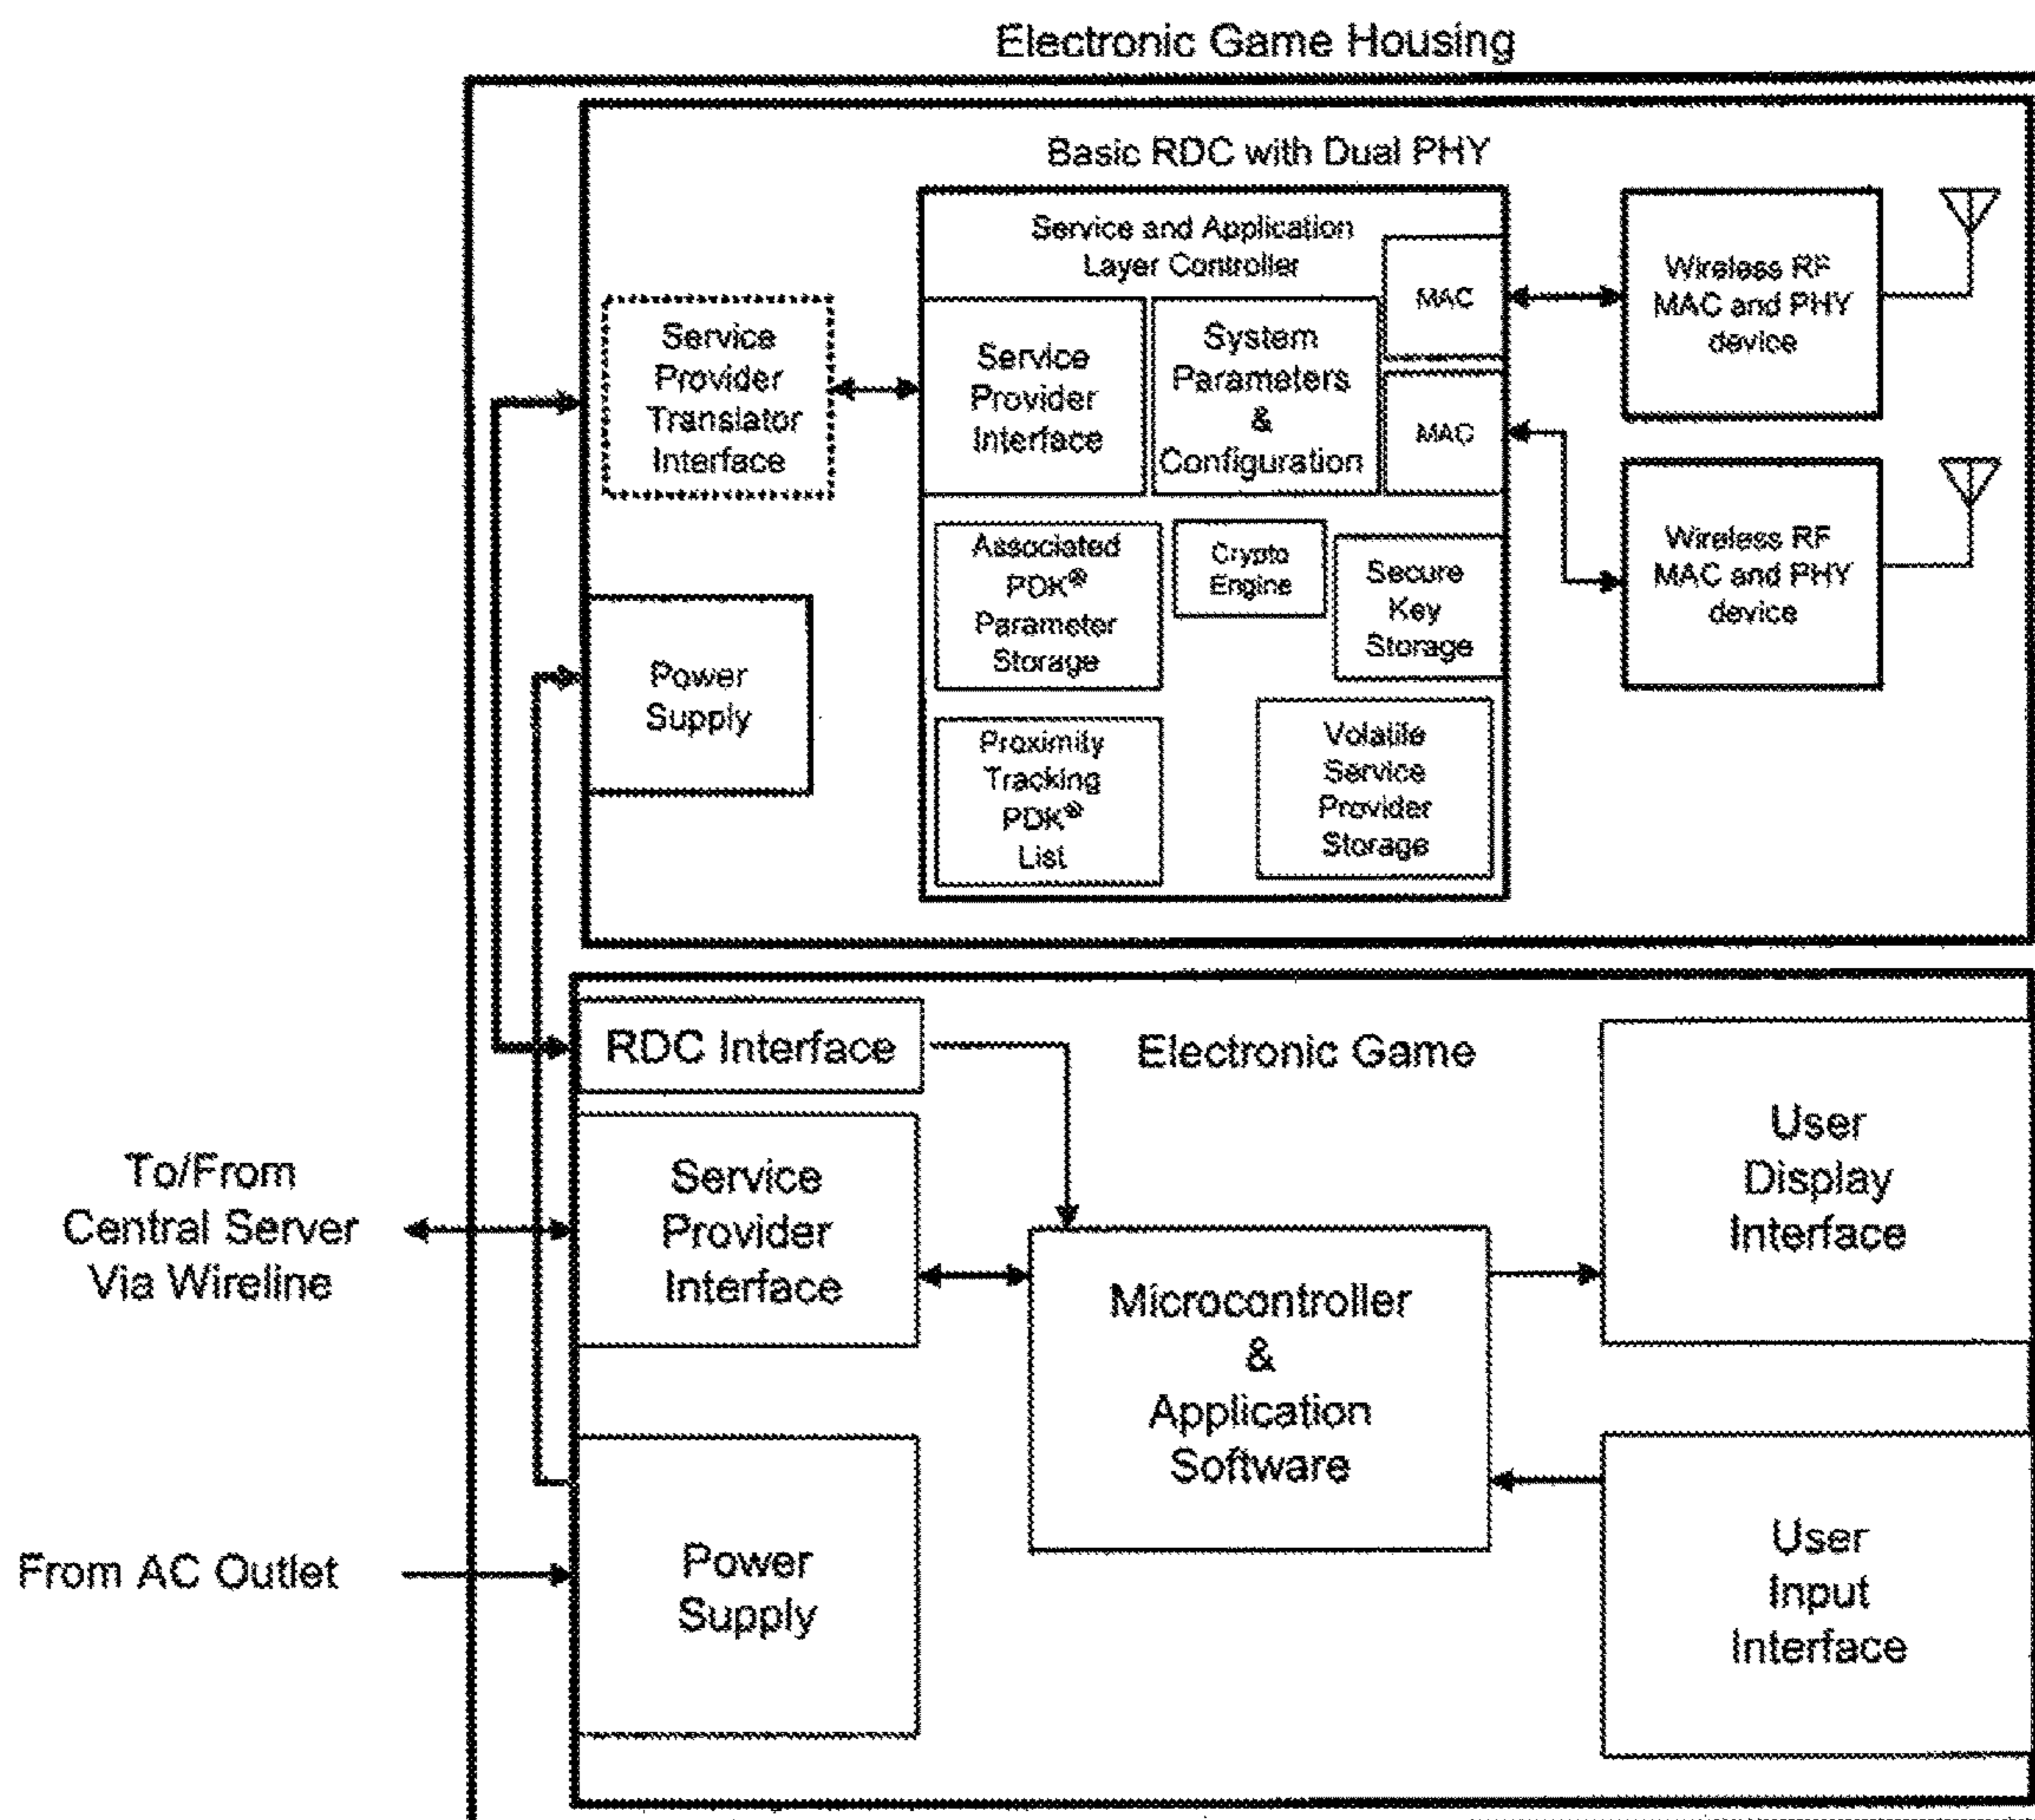 Electronic Game Housing
Basic RDC with Dual PHY
Service and Application
Layer Controller
Service
Provider
Translator
Interface
Service
Provider
Interface
System
Parameters
&
Configuration
MAC
MAC
Wireless RF
MAC and PHY
device
Wireless RF
MAC and PHY
device
Associated
PDK®
Parameter
Storage
Crypto
Engine
Secure
Key
Storage
Power
Supply
Proximity
Tracking
PDK®
List
Volatile
Service
Provider
Storage
RDC Interface
Electronic Game
To/From
Central Server
Via Wireline
Service
Provider
Interface
Microcontroller
&
Application
Software
User
Display
Interface
From AC Outlet
Power
Supply
User
Input
Interface